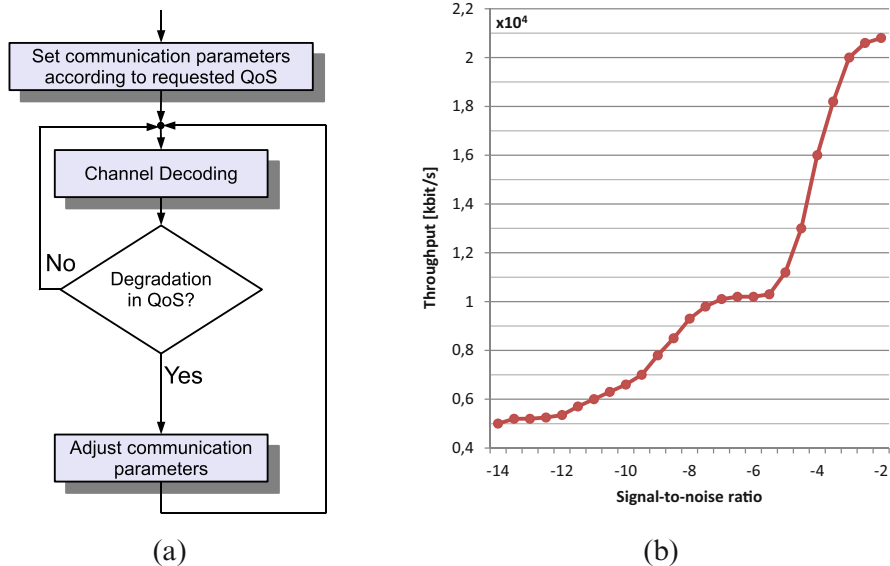 Set communication parameters
according to requested QoS
Channel Decoding
No
Degradation
in QoS?
Yes
Adjust communication
parameters
(a)
x10⁴
2,2
2
1,8
1,6
1,4
1,2
1
0,8
0,6
0,4
Throughput [kbit/s]
-14 -12 -10 -8 -6 -4 -2
Signal-to-noise ratio
(b)